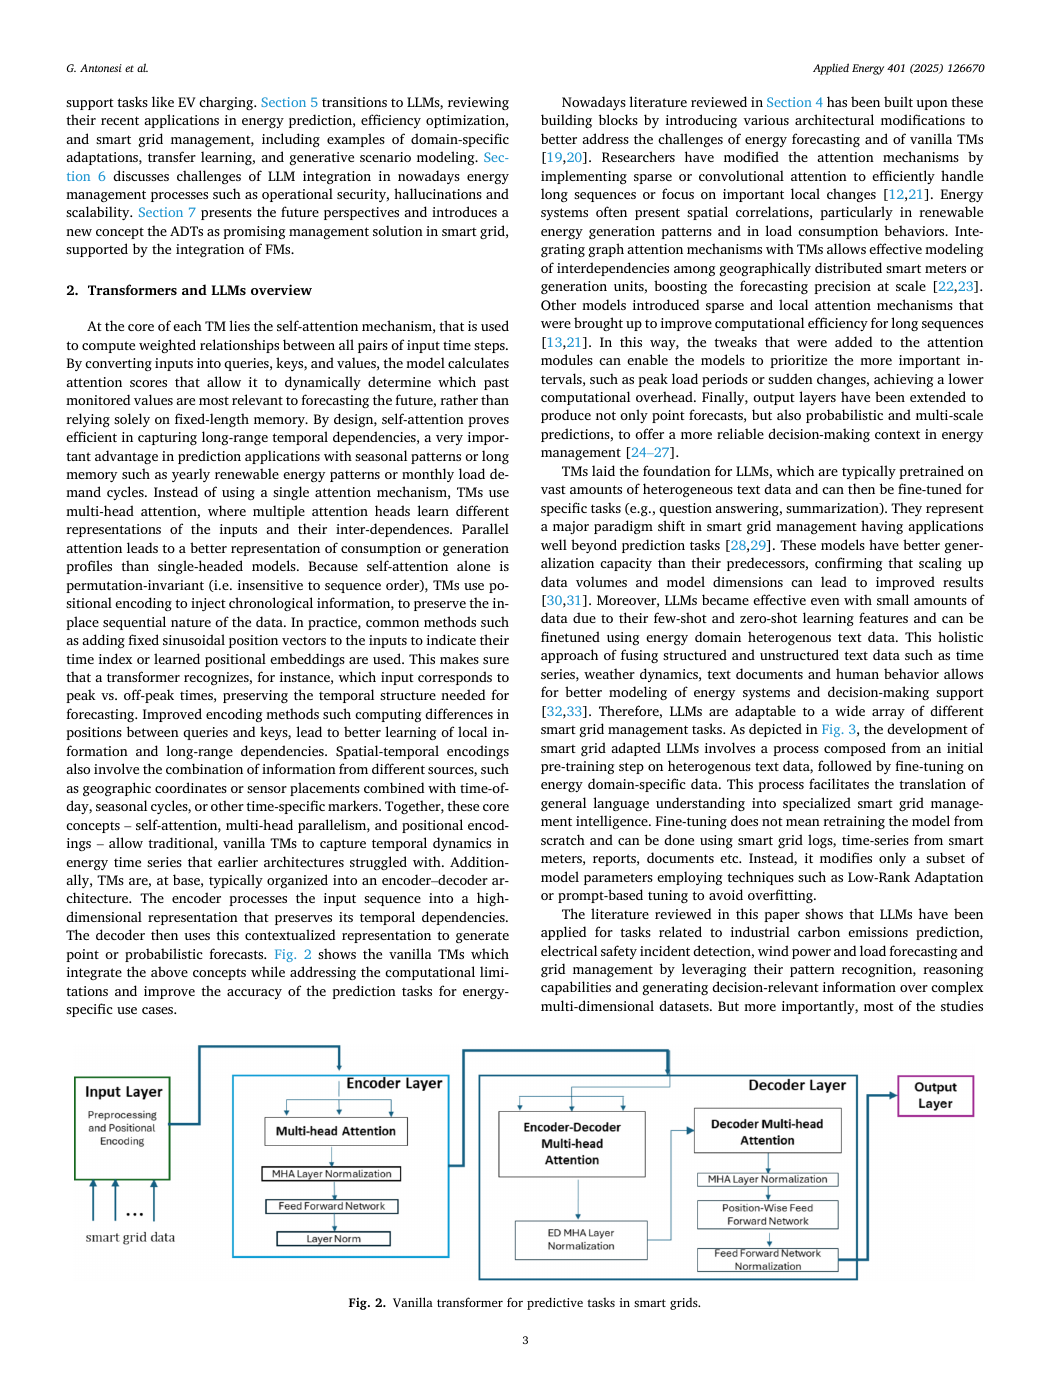 G. Antonesi et al.
Applied Energy 401 (2025) 126670
support tasks like EV charging. Section 5 transitions to LLMs, reviewing
their recent applications in energy prediction, efficiency optimization,
and smart grid management, including examples of domain-specific
adaptations, transfer learning, and generative scenario modeling. Sec-
tion 6 discusses challenges of LLM integration in nowadays energy
management processes such as operational security, hallucinations and
scalability. Section 7 presents the future perspectives and introduces a
new concept the ADTs as promising management solution in smart grid,
supported by the integration of FMs.
2. Transformers and LLMs overview
At the core of each TM lies the self-attention mechanism, that is used
to compute weighted relationships between all pairs of input time steps.
By converting inputs into queries, keys, and values, the model calculates
attention scores that allow it to dynamically determine which past
monitored values are most relevant to forecasting the future, rather than
relying solely on fixed-length memory. By design, self-attention proves
efficient in capturing long-range temporal dependencies, a very impor-
tant advantage in prediction applications with seasonal patterns or long
memory such as yearly renewable energy patterns or monthly load de-
mand cycles. Instead of using a single attention mechanism, TMs use
multi-head attention, where multiple attention heads learn different
representations of the inputs and their inter-dependences. Parallel
attention leads to a better representation of consumption or generation
profiles than single-headed models. Because self-attention alone is
permutation-invariant (i.e. insensitive to sequence order), TMs use po-
sitional encoding to inject chronological information, to preserve the in-
place sequential nature of the data. In practice, common methods such
as adding fixed sinusoidal position vectors to the inputs to indicate their
time index or learned positional embeddings are used. This makes sure
that a transformer recognizes, for instance, which input corresponds to
peak vs. off-peak times, preserving the temporal structure needed for
forecasting. Improved encoding methods such computing differences in
positions between queries and keys, lead to better learning of local in-
formation and long-range dependencies. Spatial-temporal encodings
also involve the combination of information from different sources, such
as geographic coordinates or sensor placements combined with time-of-
day, seasonal cycles, or other time-specific markers. Together, these core
concepts – self-attention, multi-head parallelism, and positional encod-
ings – allow traditional, vanilla TMs to capture temporal dynamics in
energy time series that earlier architectures struggled with. Addition-
ally, TMs are, at base, typically organized into an encoder–decoder ar-
chitecture. The encoder processes the input sequence into a high-
dimensional representation that preserves its temporal dependencies.
The decoder then uses this contextualized representation to generate
point or probabilistic forecasts. Fig. 2 shows the vanilla TMs which
integrate the above concepts while addressing the computational limi-
tations and improve the accuracy of the prediction tasks for energy-
specific use cases.
Nowadays literature reviewed in Section 4 has been built upon these
building blocks by introducing various architectural modifications to
better address the challenges of energy forecasting and of vanilla TMs
[19,20]. Researchers have modified the attention mechanisms by
implementing sparse or convolutional attention to efficiently handle
long sequences or focus on important local changes [12,21]. Energy
systems often present spatial correlations, particularly in renewable
energy generation patterns and in load consumption behaviors. Inte-
grating graph attention mechanisms with TMs allows effective modeling
of interdependencies among geographically distributed smart meters or
generation units, boosting the forecasting precision at scale [22,23].
Other models introduced sparse and local attention mechanisms that
were brought up to improve computational efficiency for long sequences
[13,21]. In this way, the tweaks that were added to the attention
modules can enable the models to prioritize the more important in-
tervals, such as peak load periods or sudden changes, achieving a lower
computational overhead. Finally, output layers have been extended to
produce not only point forecasts, but also probabilistic and multi-scale
predictions, to offer a more reliable decision-making context in energy
management [24–27].
TMs laid the foundation for LLMs, which are typically pretrained on
vast amounts of heterogeneous text data and can then be fine-tuned for
specific tasks (e.g., question answering, summarization). They represent
a major paradigm shift in smart grid management having applications
well beyond prediction tasks [28,29]. These models have better gener-
alization capacity than their predecessors, confirming that scaling up
data volumes and model dimensions can lead to improved results
[30,31]. Moreover, LLMs became effective even with small amounts of
data due to their few-shot and zero-shot learning features and can be
finetuned using energy domain heterogenous text data. This holistic
approach of fusing structured and unstructured text data such as time
series, weather dynamics, text documents and human behavior allows
for better modeling of energy systems and decision-making support
[32,33]. Therefore, LLMs are adaptable to a wide array of different
smart grid management tasks. As depicted in Fig. 3, the development of
smart grid adapted LLMs involves a process composed from an initial
pre-training step on heterogenous text data, followed by fine-tuning on
energy domain-specific data. This process facilitates the translation of
general language understanding into specialized smart grid manage-
ment intelligence. Fine-tuning does not mean retraining the model from
scratch and can be done using smart grid logs, time-series from smart
meters, reports, documents etc. Instead, it modifies only a subset of
model parameters employing techniques such as Low-Rank Adaptation
or prompt-based tuning to avoid overfitting.
The literature reviewed in this paper shows that LLMs have been
applied for tasks related to industrial carbon emissions prediction,
electrical safety incident detection, wind power and load forecasting and
grid management by leveraging their pattern recognition, reasoning
capabilities and generating decision-relevant information over complex
multi-dimensional datasets. But more importantly, most of the studies
Input Layer
Preprocessing
and Positional
Encoding
...
smart grid data
Encoder Layer
Multi-head Attention
MHA Layer Normalization
Feed Forward Network
Layer Norm
Decoder Layer
Encoder-Decoder
Multi-head
Attention
ED MHA Layer
Normalization
Decoder Multi-head
Attention
MHA Layer Normalization
Position-Wise Feed
Forward Network
Feed Forward Network
Normalization
Output
Layer
Fig. 2. Vanilla transformer for predictive tasks in smart grids.
3